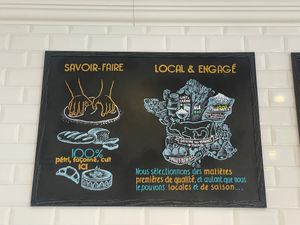 SAVOIR-FAIRE
100%
pétri, façonné, cuit
ICI
LOCAL & ENGAGÉ
Nous sélectionnons des matières
premières de qualité, et autant que nous
le pouvons locales et de saison...